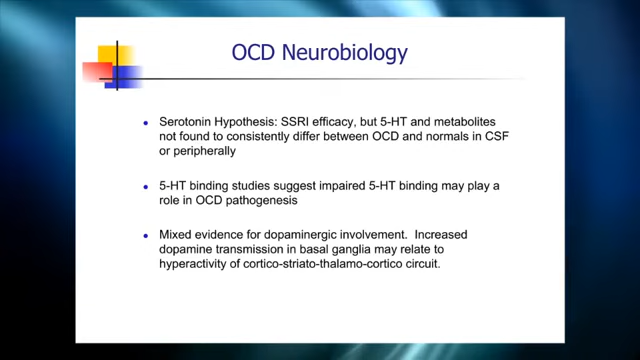 OCD Neurobiology
• Serotonin Hypothesis: SSRI efficacy, but 5-HT and metabolites
not found to consistently differ between OCD and normals in CSF
or peripherally
• 5-HT binding studies suggest impaired 5-HT binding may play a
role in OCD pathogenesis
• Mixed evidence for dopaminergic involvement. Increased
dopamine transmission in basal ganglia may relate to
hyperactivity of cortico-striato-thalamo-cortico circuit.